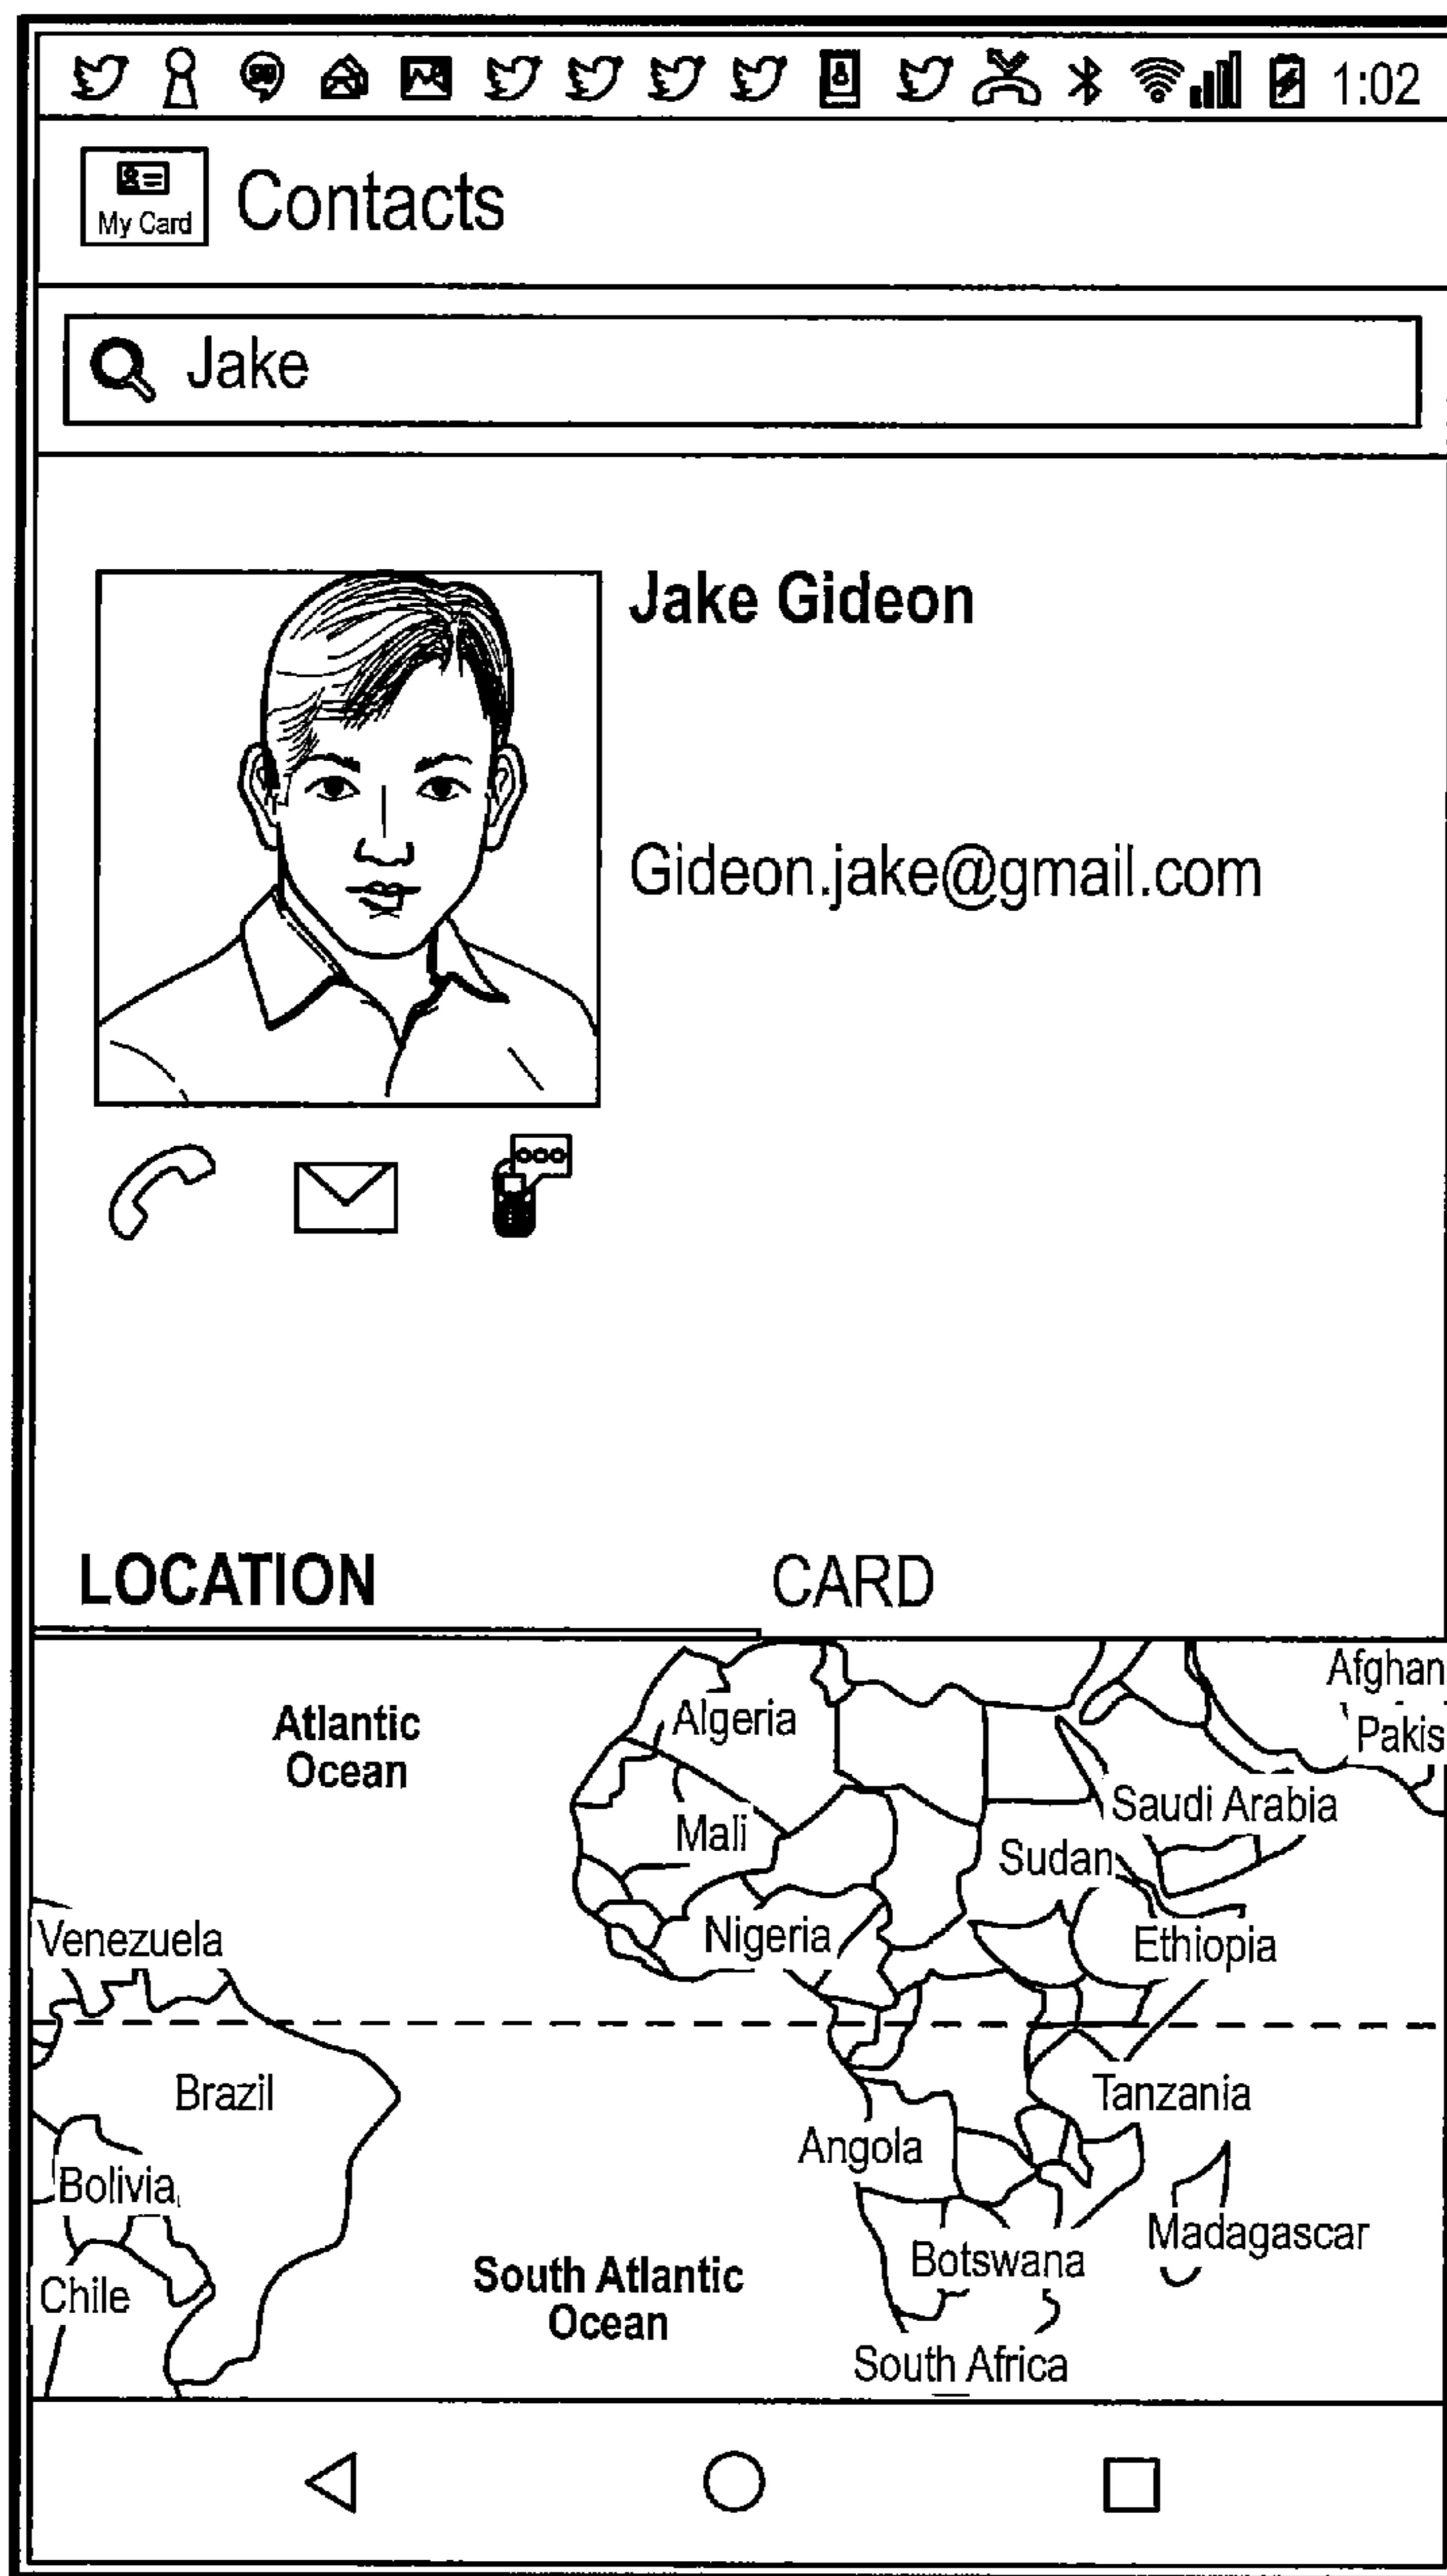 1:02
My Card
Contacts
Jake
Jake Gideon
Gideon.jake@gmail.com
LOCATION
CARD
Afghan
Pakis
Atlantic
Ocean
Algeria
Saudi Arabia
Mali
Sudan
Venezuela
Nigeria
Ethiopia
Brazil
Tanzania
Angola
Bolivia
Madagascar
Botswana
Chile
South Atlantic
Ocean
South Africa